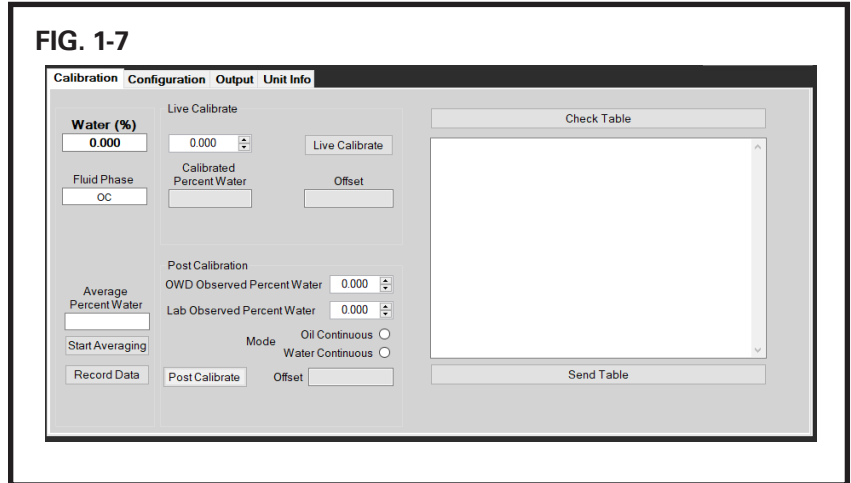 FIG. 1-7
Calibration Configuration Output Unit Info
Water (%)
0.000
Fluid Phase
OC
Average
Percent Water
Start Averaging
Record Data
Live Calibrate
0.000
Live Calibrate
Calibrated
Percent Water
Offset
Post Calibration
OWD Observed Percent Water 0.000
Lab Observed Percent Water 0.000
Mode
Oil Continuous
Water Continuous
Post Calibrate
Offset
Check Table
Send Table